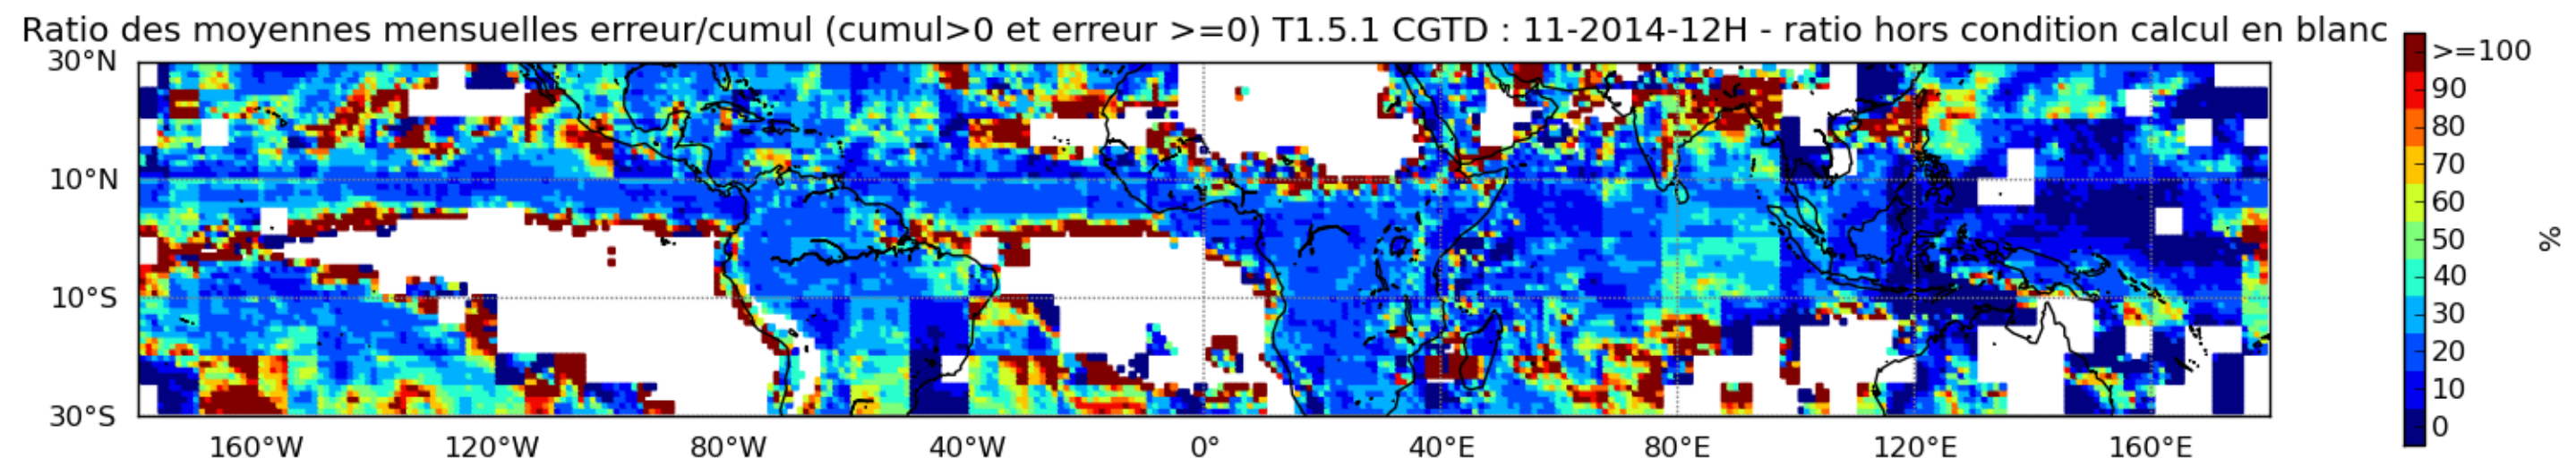 Ratio des moyennes mensuelles erreur/cumul (cumul>0 et erreur >=0) T1.5.1 CGTD : 11-2014-12H - ratio hors condition calcul en blanc
30°N
10°N
10°S
30°S
160°W 120°W 80°W 40°W 0° 40°E 80°E 120°E 160°E
>=100
90
80
70
60
50
40
30
20
10
0
%